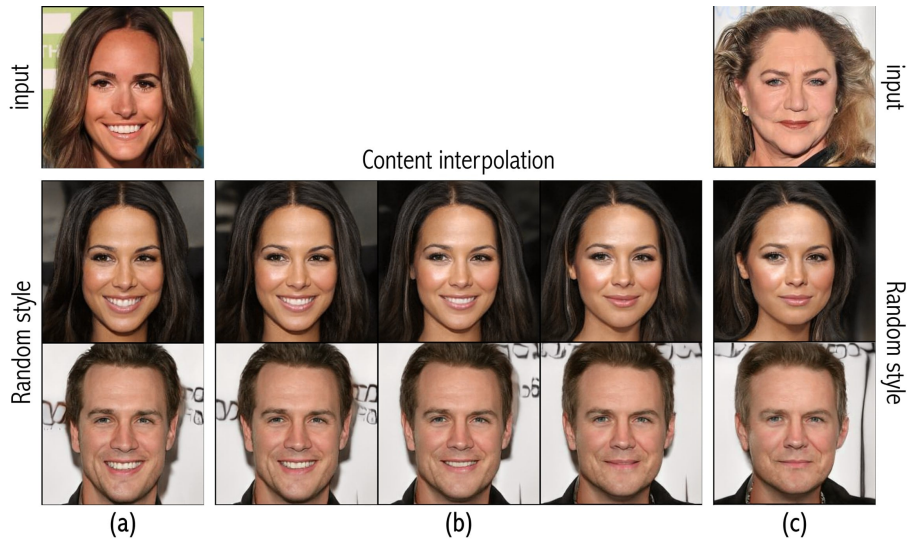 input
input
Content interpolation
Random style
Random style
(a)
(b)
(c)